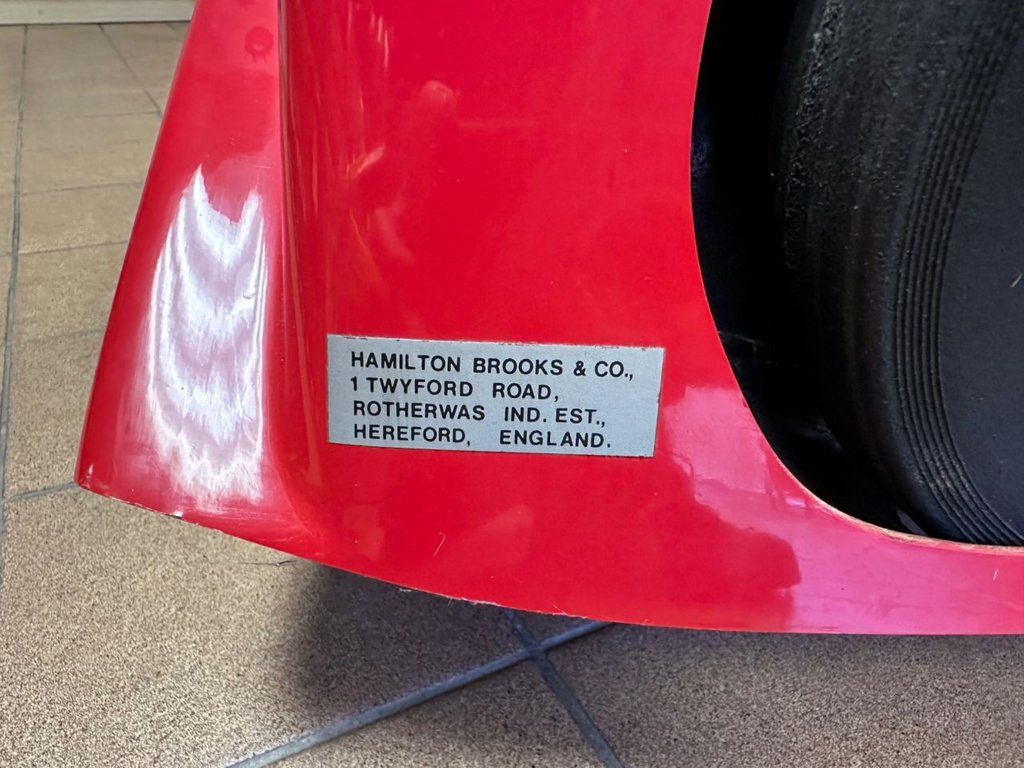 HAMILTON BROOKS & CO.,
1 TWYFORD ROAD,
ROTHERWAS IND. EST.,
HEREFORD, ENGLAND.